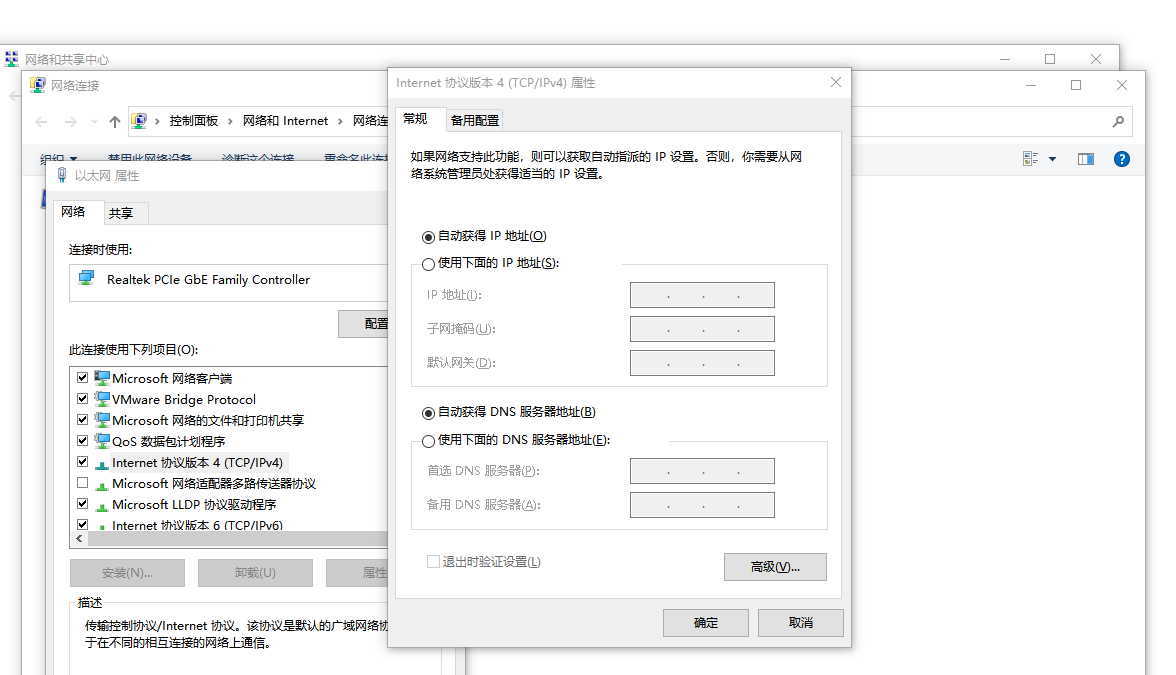 网络和共享中心
网络连接
控制面板 › 网络和 Internet › 网络连
组织 禁用此网络设备 诊断这个连接 重命名此连接
以太网 属性
网络 共享
连接时使用:
Realtek PCIe GbE Family Controller
配置
此连接使用下列项目(O):
Microsoft 网络客户端
VMware Bridge Protocol
Microsoft 网络的文件和打印机共享
QoS 数据包计划程序
Internet 协议版本 4 (TCP/IPv4)
Microsoft 网络适配器多路传送器协议
Microsoft LLDP 协议驱动程序
Internet 协议版本 6 (TCP/IPv6)
安装(N)... 卸载(U) 属性
描述
传输控制协议/Internet 协议。该协议是默认的广域网络协
于在不同的相互连接的网络上通信。
Internet 协议版本 4 (TCP/IPv4) 属性
常规 备用配置
如果网络支持此功能，则可以获取自动指派的 IP 设置。否则，你需要从网
络系统管理员处获得适当的 IP 设置。
自动获得 IP 地址(O)
使用下面的 IP 地址(S):
IP 地址(I):
子网掩码(U):
默认网关(D):
自动获得 DNS 服务器地址(B)
使用下面的 DNS 服务器地址(E):
首选 DNS 服务器(P):
备用 DNS 服务器(A):
退出时验证设置(L)
高级(V)...
确定 取消